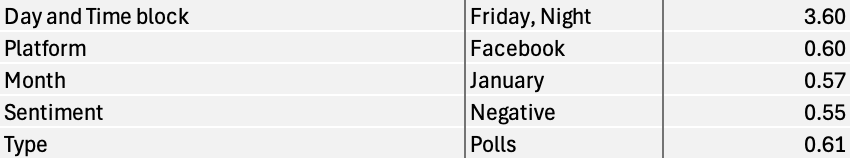 Day and Time block Friday, Night 3.60
Platform Facebook 0.60
Month January 0.57
Sentiment Negative 0.55
Type Polls 0.61